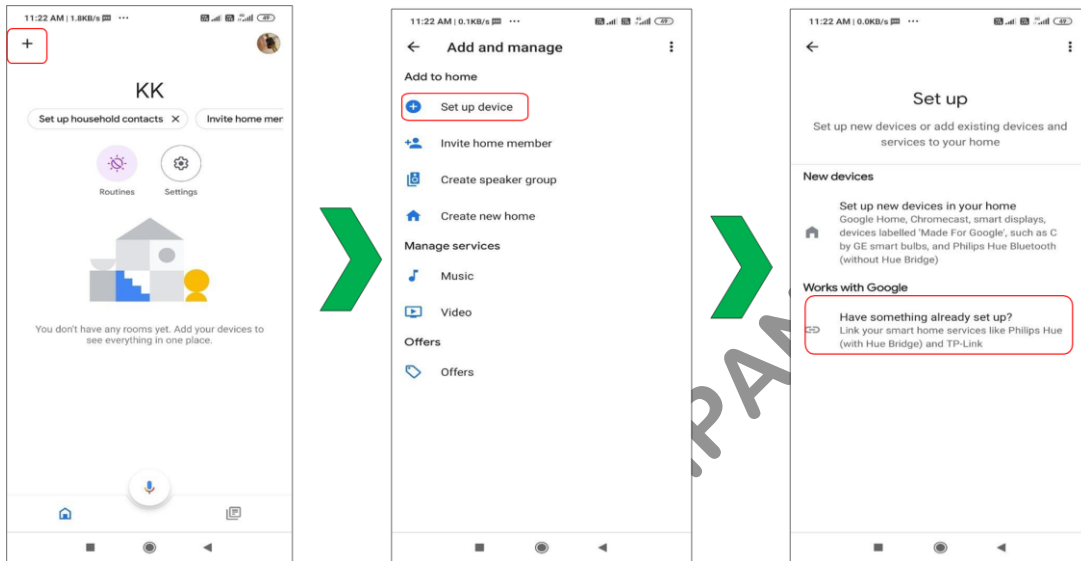 11:22 AM | 1.8KB/s ··· 49
+
KK
Set up household contacts ×
Invite home mer
Routines
Settings
You don't have any rooms yet. Add your devices to
see everything in one place.
11:22 AM | 0.1KB/s ··· 49
Add and manage
Add to home
Set up device
Invite home member
Create speaker group
Create new home
Manage services
Music
Video
Offers
Offers
11:22 AM | 0.0KB/s ··· 49
Set up
Set up new devices or add existing devices and
services to your home
New devices
Set up new devices in your home
Google Home, Chromecast, smart displays,
devices labelled 'Made For Google', such as C
by GE smart bulbs, and Philips Hue Bluetooth
(without Hue Bridge)
Works with Google
Have something already set up?
Link your smart home services like Philips Hue
(with Hue Bridge) and TP-Link